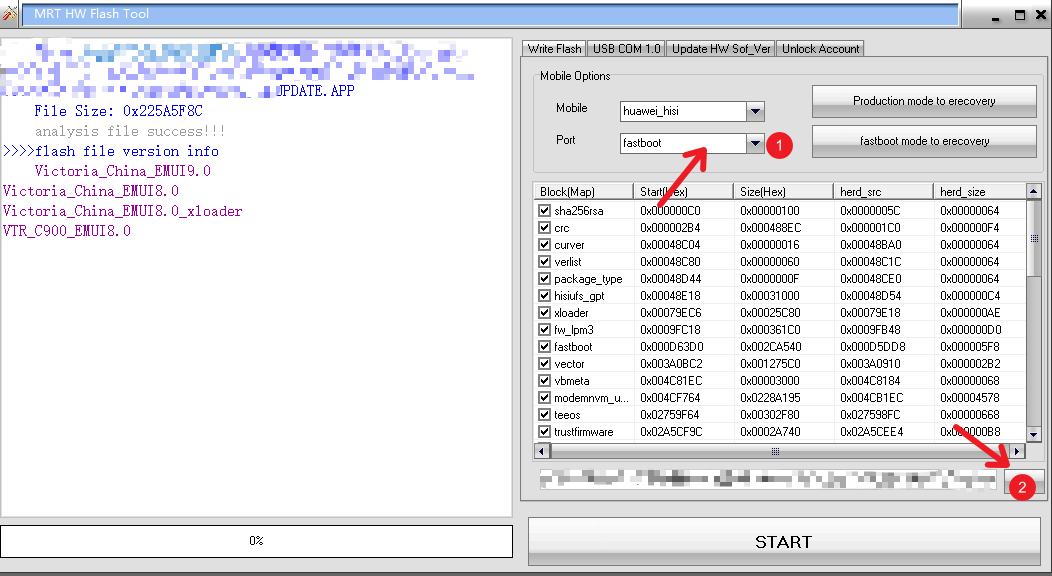 MRT HW Flash Tool
UPDATE.APP
File Size: 0x225A5F8C
analysis file success!!!
>>>>flash file version info
Victoria_China_EMUI9.0
Victoria_China_EMUI8.0
Victoria_China_EMUI8.0_xloader
VTR_C900_EMUI8.0
0%
Write Flash USB COM 1.0 Update HW Sof_Ver Unlock Account
Mobile Options
Mobile huawei_hisi Production mode to erecovery
Port fastboot 1 fastboot mode to erecovery
Block(Map) Start(Hex) Size(Hex) herd_src herd_size
sha256rsa 0x000000C0 0x00000100 0x0000005C 0x00000064
crc 0x000002B4 0x000488EC 0x000001C0 0x000000F4
curver 0x00048C04 0x00000016 0x00048BA0 0x00000064
verlist 0x00048C80 0x00000060 0x00048C1C 0x00000064
package_type 0x00048D44 0x0000000F 0x00048CE0 0x00000064
hisiufs_gpt 0x00048E18 0x00031000 0x00048D54 0x000000C4
xloader 0x00079EC6 0x00025C80 0x00079E18 0x000000AE
fw_lpm3 0x0009FC18 0x000361C0 0x0009FB48 0x000000D0
fastboot 0x000D63D0 0x002CA540 0x000D5DD8 0x000005F8
vector 0x003A0BC2 0x001275C0 0x003A0910 0x000002B2
vbmeta 0x004C81EC 0x00003000 0x004C8184 0x00000068
modemnvm_u... 0x004CF764 0x0228A195 0x004CB1EC 0x00004578
teeos 0x02759F64 0x00302F80 0x027598FC 0x00000668
trustfirmware 0x02A5CF9C 0x0002A740 0x02A5CEE4 0x000000B8
2
START